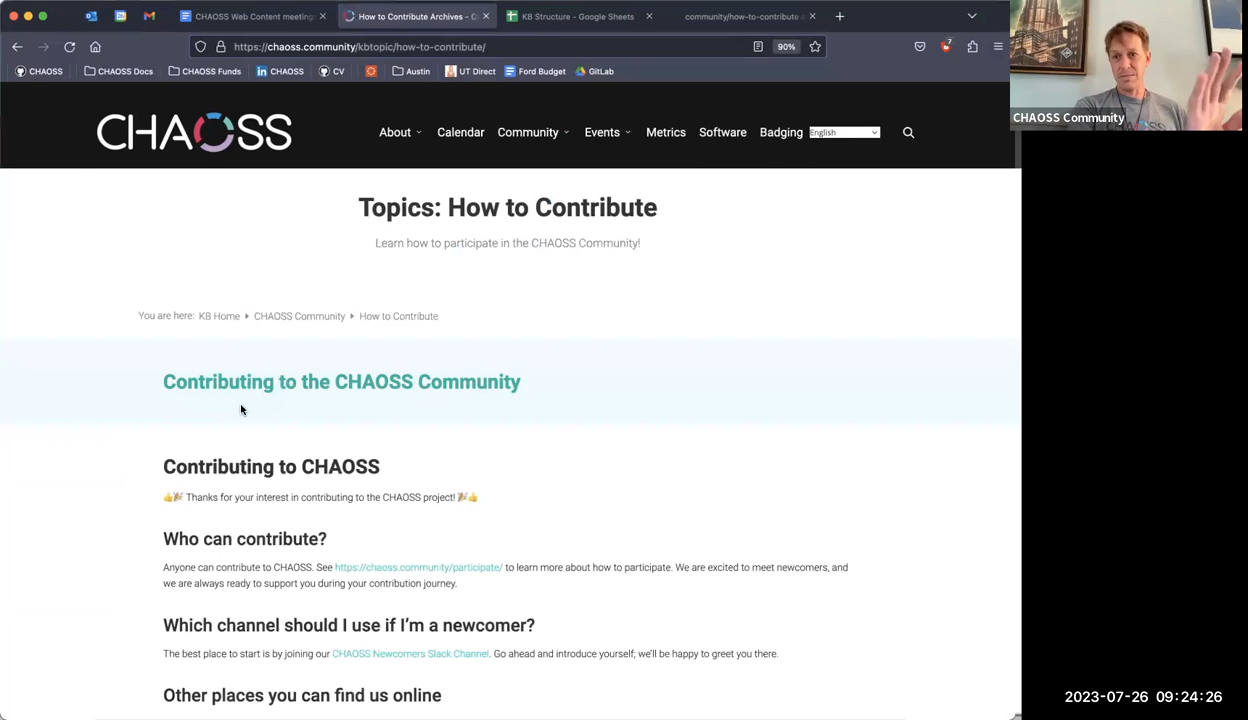 CHAOSS Web Content meeting
How to Contribute Archives - C
KB Structure - Google Sheets
community/how-to-contribute
https://chaoss.community/kbtopic/how-to-contribute/
90%
7
CHAOSS
CHAOSS Docs
CHAOSS Funds
CHAOSS
CV
Austin
UT Direct
Ford Budget
GitLab
CHAOSS Community
CHAOSS
About
Calendar
Community
Events
Metrics
Software
Badging
English
Topics: How to Contribute
Learn how to participate in the CHAOSS Community!
You are here: KB Home CHAOSS Community How to Contribute
Contributing to the CHAOSS Community
Contributing to CHAOSS
👍🎉 Thanks for your interest in contributing to the CHAOSS project! 🎉👍
Who can contribute?
Anyone can contribute to CHAOSS. See https://chaoss.community/participate/ to learn more about how to participate. We are excited to meet newcomers, and
we are always ready to support you during your contribution journey.
Which channel should I use if I'm a newcomer?
The best place to start is by joining our CHAOSS Newcomers Slack Channel. Go ahead and introduce yourself; we'll be happy to greet you there.
Other places you can find us online
2023-07-26 09:24:26